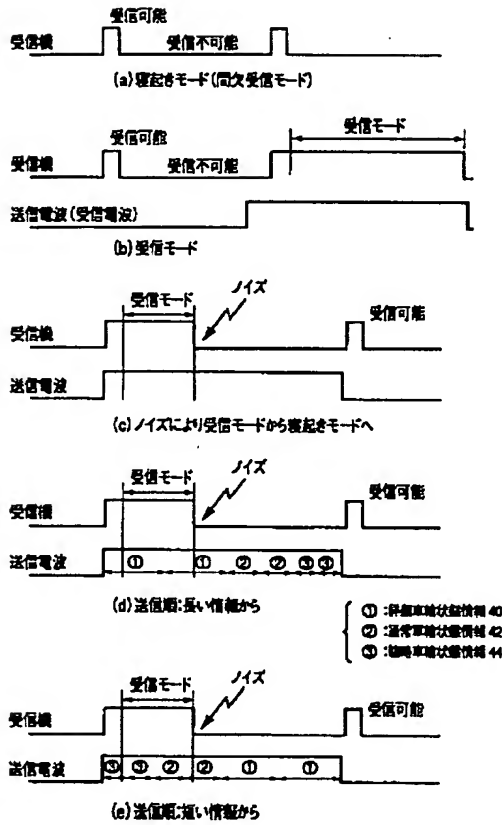 受信可能
受信機
受信不可能
(a) 寝起きモード(間欠受信モード)
受信モード
受信可能
受信機
受信不可能
送信電波(受信電波)
(b) 受信モード
受信モード
ノイズ
受信可能
受信機
送信電波
(c) ノイズにより受信モードから寝起きモードへ
受信モード
ノイズ
受信可能
受信機
送信電波
① ① ② ② ③ ③
(d) 送信順:長い情報から
① :詳細車輪状態情報 40
② :通常車輪状態情報 42
③ :簡略車輪状態情報 44
受信モード
ノイズ
受信可能
受信機
送信電波
③ ③ ② ② ① ①
(e) 送信順:短い情報から